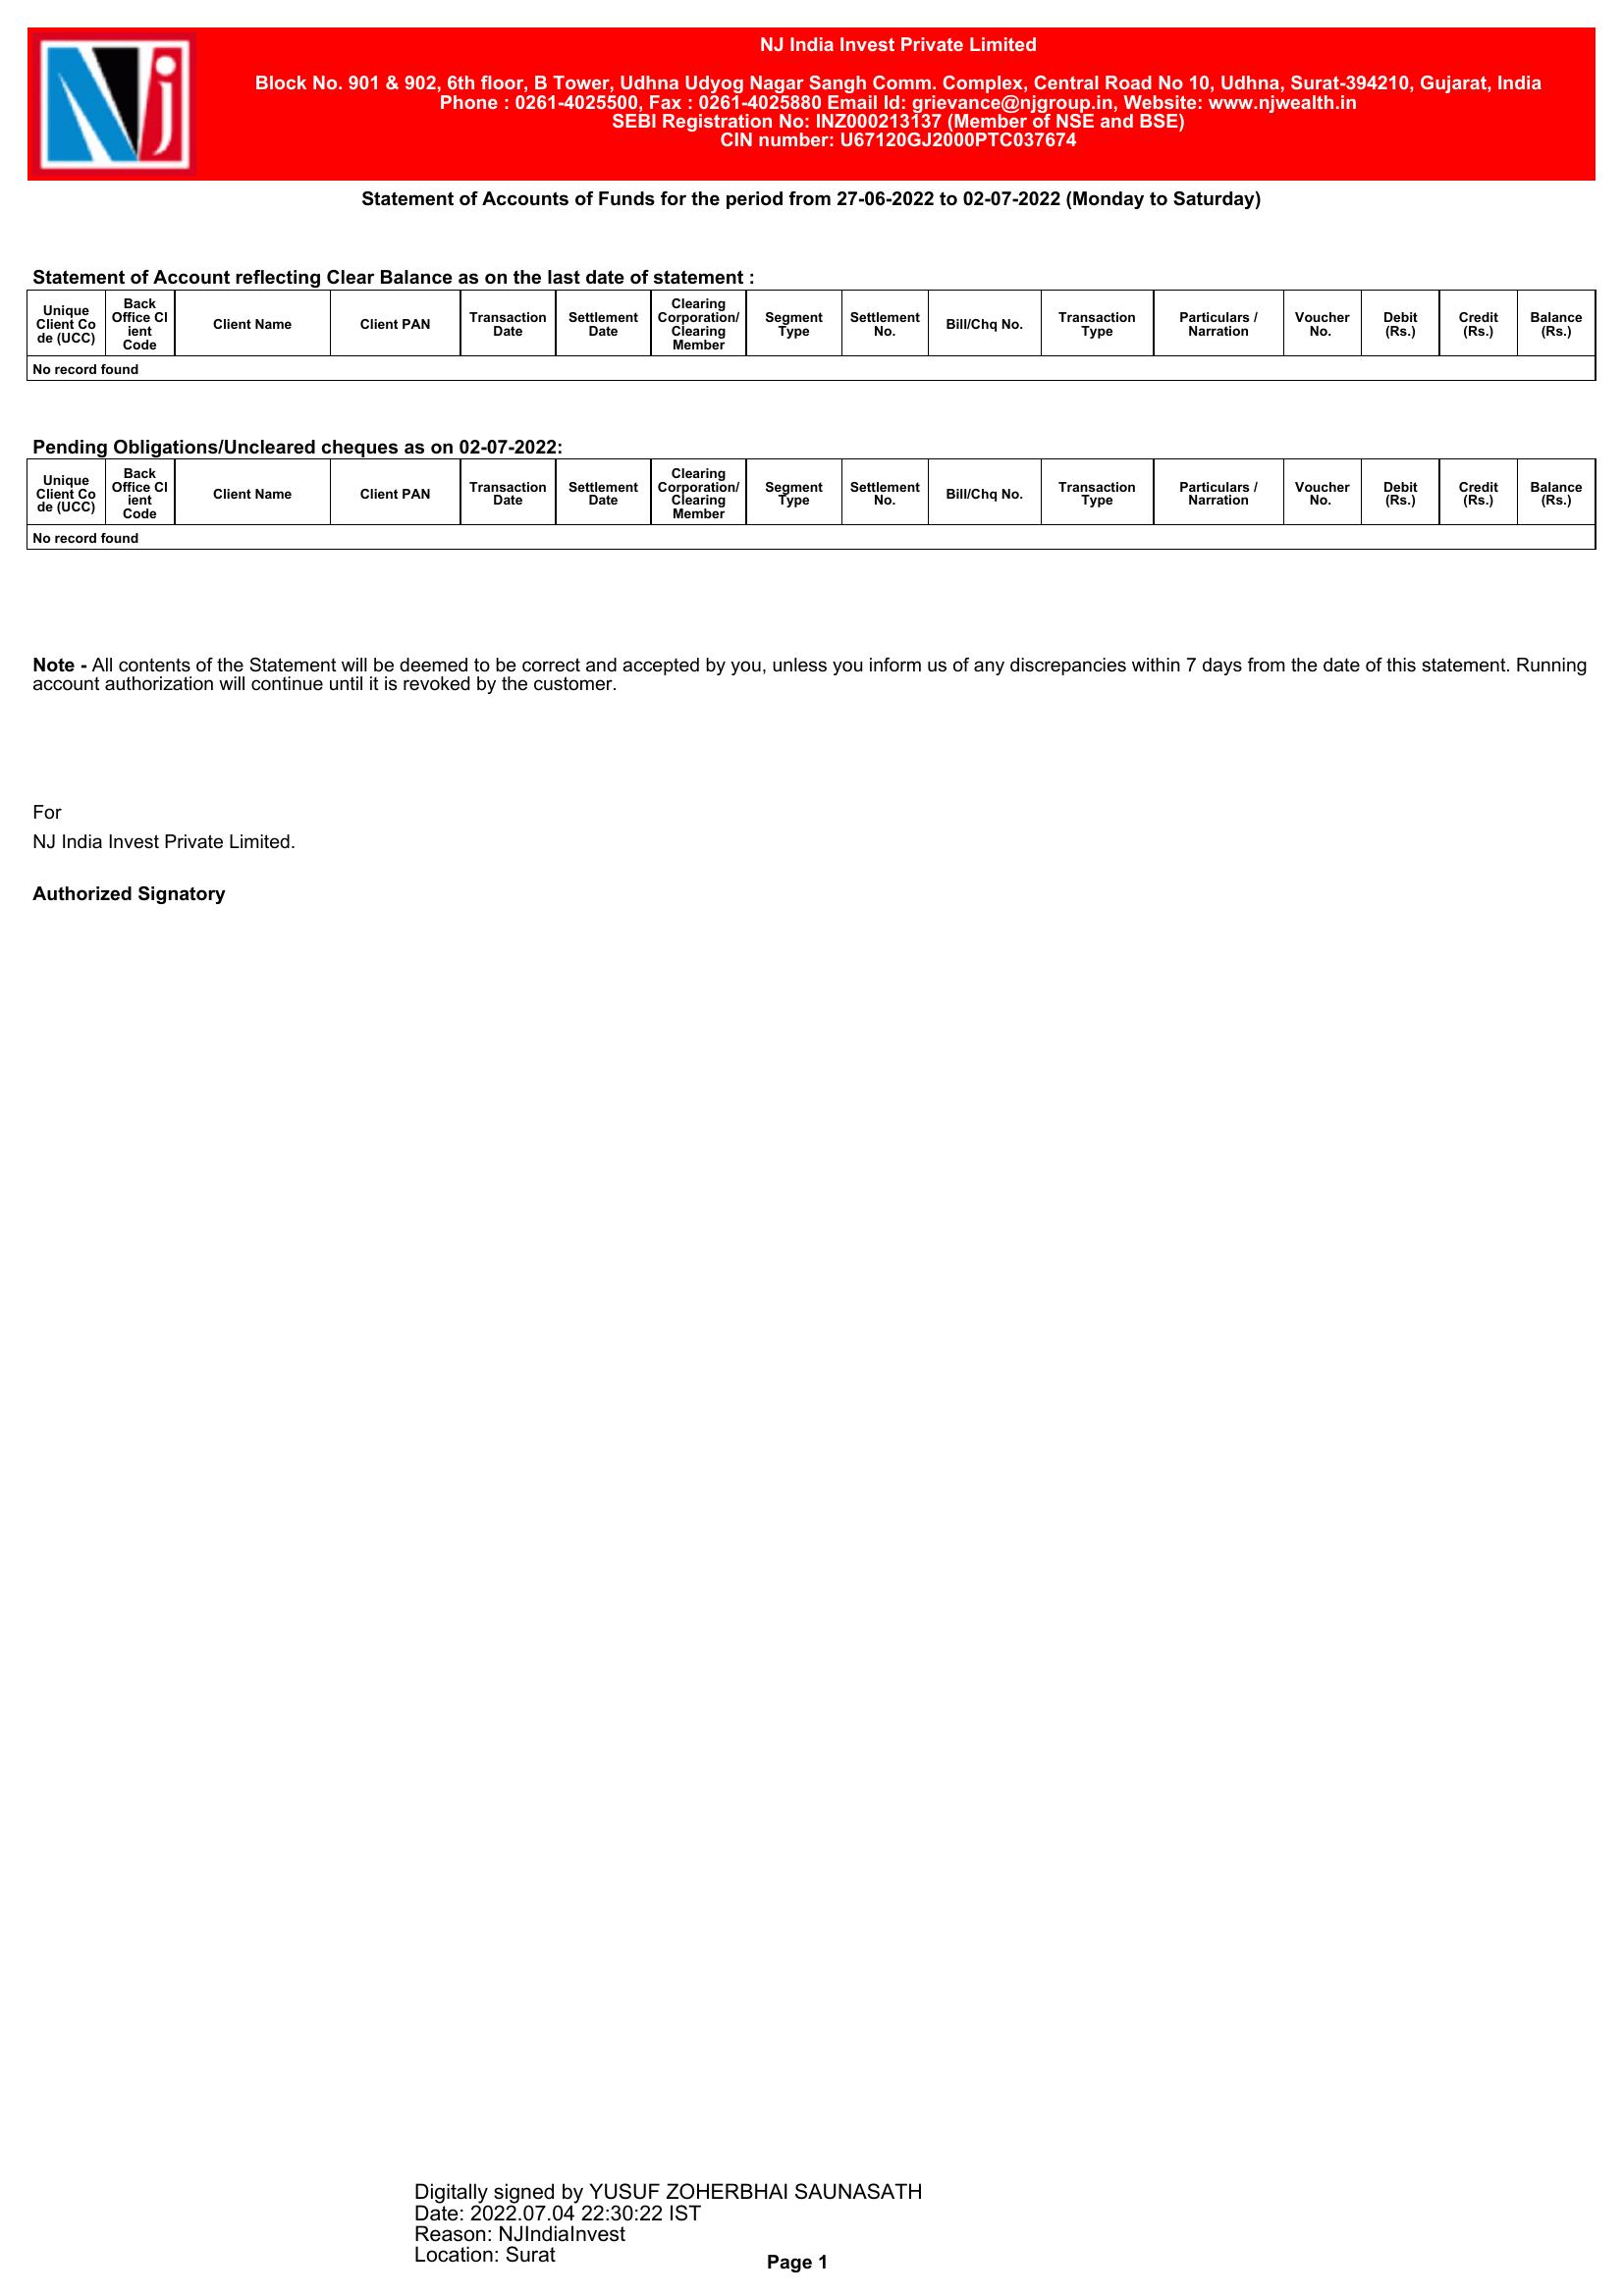 Nj
NJ India Invest Private Limited
Block No. 901 & 902, 6th floor, B Tower, Udhna Udyog Nagar Sangh Comm. Complex, Central Road No 10, Udhna, Surat-394210, Gujarat, India
Phone : 0261-4025500, Fax : 0261-4025880 Email Id: grievance@njgroup.in, Website: www.njwealth.in
SEBI Registration No: INZ000213137 (Member of NSE and BSE)
CIN number: U67120GJ2000PTC037674
Statement of Accounts of Funds for the period from 27-06-2022 to 02-07-2022 (Monday to Saturday)
Statement of Account reflecting Clear Balance as on the last date of statement :
Unique Client Co de (UCC) Back Office Cl ient Code Client Name Client PAN Transaction Date Settlement Date Clearing Corporation/ Clearing Member Segment Type Settlement No. Bill/Chq No. Transaction Type Particulars / Narration Voucher No. Debit (Rs.) Credit (Rs.) Balance (Rs.)
No record found
Pending Obligations/Uncleared cheques as on 02-07-2022:
Unique Client Co de (UCC) Back Office Cl ient Code Client Name Client PAN Transaction Date Settlement Date Clearing Corporation/ Clearing Member Segment Type Settlement No. Bill/Chq No. Transaction Type Particulars / Narration Voucher No. Debit (Rs.) Credit (Rs.) Balance (Rs.)
No record found
Note - All contents of the Statement will be deemed to be correct and accepted by you, unless you inform us of any discrepancies within 7 days from the date of this statement. Running
account authorization will continue until it is revoked by the customer.
For
NJ India Invest Private Limited.
Authorized Signatory
Digitally signed by YUSUF ZOHERBHAI SAUNASATH
Date: 2022.07.04 22:30:22 IST
Reason: NJIndiaInvest
Location: Surat
Page 1